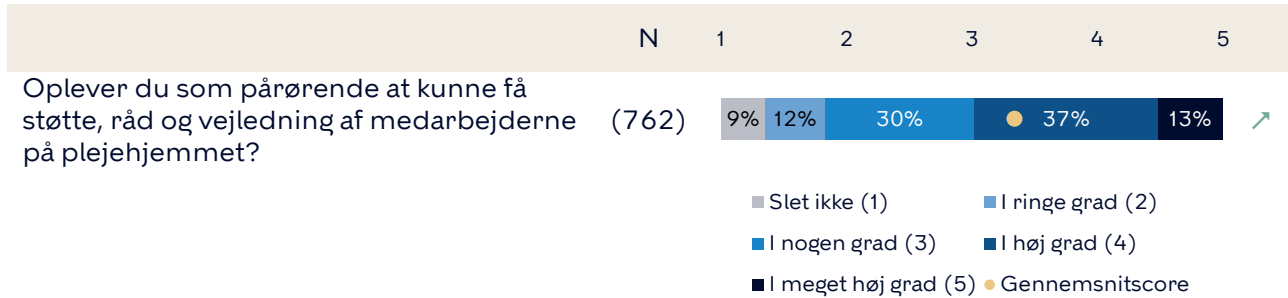 N 1 2 3 4 5
Oplever du som pårørende at kunne få
støtte, råd og vejledning af medarbejderne
på plejehjemmet?
(762) 9% 12% 30% 37% 13%
Slet ikke (1) I ringe grad (2)
I nogen grad (3) I høj grad (4)
I meget høj grad (5) Gennemsnitscore